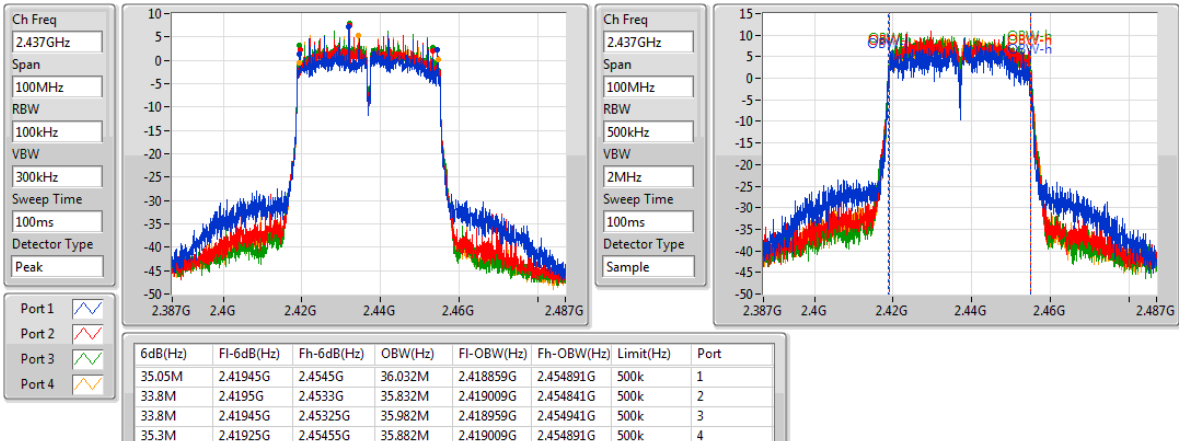 Ch Freq
2.437GHz
Span
100MHz
RBW
100kHz
VBW
300kHz
Sweep Time
100ms
Detector Type
Peak
Port 1
Port 2
Port 3
Port 4
10
5
0
-5
-10
-15
-20
-25
-30
-35
-40
-45
-50
2.387G 2.4G 2.42G 2.44G 2.46G 2.487G
Ch Freq
2.437GHz
Span
100MHz
RBW
500kHz
VBW
2MHz
Sweep Time
100ms
Detector Type
Sample
15
10
5
0
-5
-10
-15
-20
-25
-30
-35
-40
-45
-50
OBW-h
OBW-h
2.387G 2.4G 2.42G 2.44G 2.46G 2.487G
6dB(Hz) Fl-6dB(Hz) Fh-6dB(Hz) OBW(Hz) Fl-OBW(Hz) Fh-OBW(Hz) Limit(Hz) Port
35.05M 2.41945G 2.4545G 36.032M 2.418859G 2.454891G 500k 1
33.8M 2.4195G 2.4533G 35.832M 2.419009G 2.454841G 500k 2
33.8M 2.41945G 2.45325G 35.982M 2.418959G 2.454941G 500k 3
35.3M 2.41925G 2.45455G 35.882M 2.419009G 2.454891G 500k 4